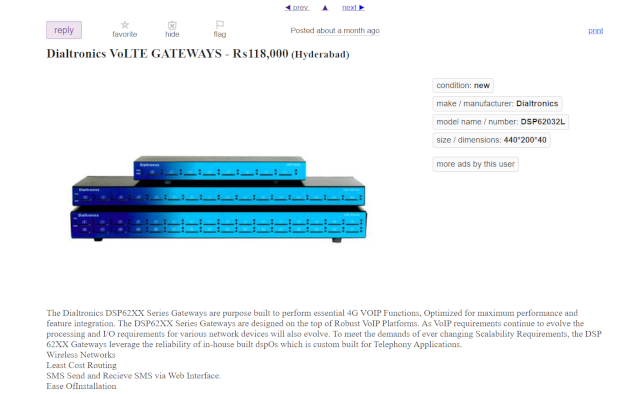 ◄ prev ▲ next ►
reply
favorite
hide
flag
Posted about a month ago
print
Dialtronics VoLTE GATEWAYS - Rs118,000 (Hyderabad)
condition: new
make / manufacturer: Dialtronics
model name / number: DSP62032L
size / dimensions: 440*200*40
more ads by this user
Dialtronics
Dialtronics
Dialtronics
The Dialtronics DSP62XX Series Gateways are purpose built to perform essential 4G VOIP Functions, Optimized for maximum performance and
feature integration. The DSP62XX Series Gateways are designed on the top of Robust VoIP Platforms. As VoIP requirements continue to evolve the
processing and I/O requirements for various network devices will also evolve. To meet the demands of ever changing Scalability Requirements, the DSP
62XX Gateways leverage the reliability of in-house built dspOs which is custom built for Telephony Applications.
Wireless Networks
Least Cost Routing
SMS Send and Recieve SMS via Web Interface.
Ease OfInstallation